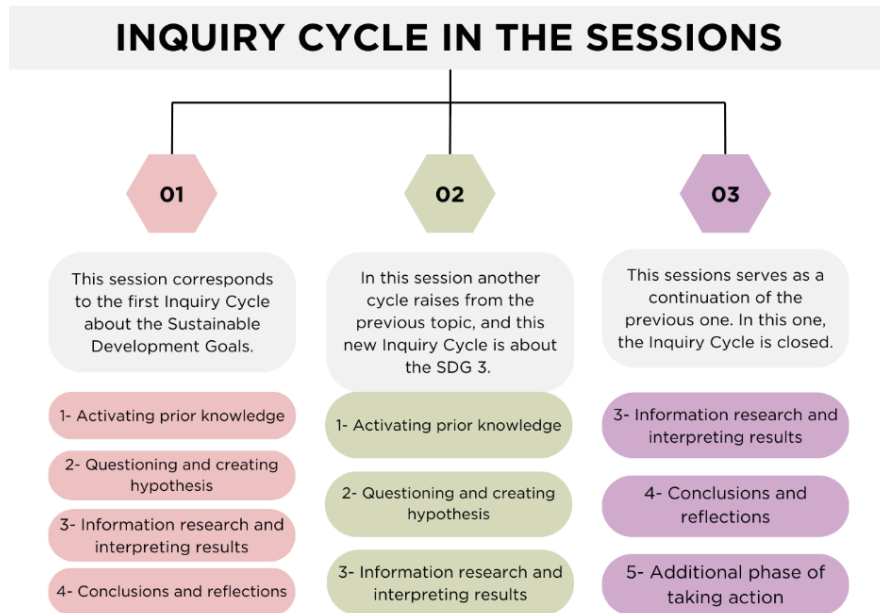 INQUIRY CYCLE IN THE SESSIONS
01
This session corresponds
to the first Inquiry Cycle
about the Sustainable
Development Goals.
1- Activating prior knowledge
2- Questioning and creating
hypothesis
3- Information research and
interpreting results
4- Conclusions and reflections
02
In this session another
cycle raises from the
previous topic, and this
new Inquiry Cycle is about
the SDG 3.
1- Activating prior knowledge
2- Questioning and creating
hypothesis
3- Information research and
interpreting results
03
This sessions serves as a
continuation of the
previous one. In this one,
the Inquiry Cycle is closed.
3- Information research and
interpreting results
4- Conclusions and
reflections
5- Additional phase of
taking action